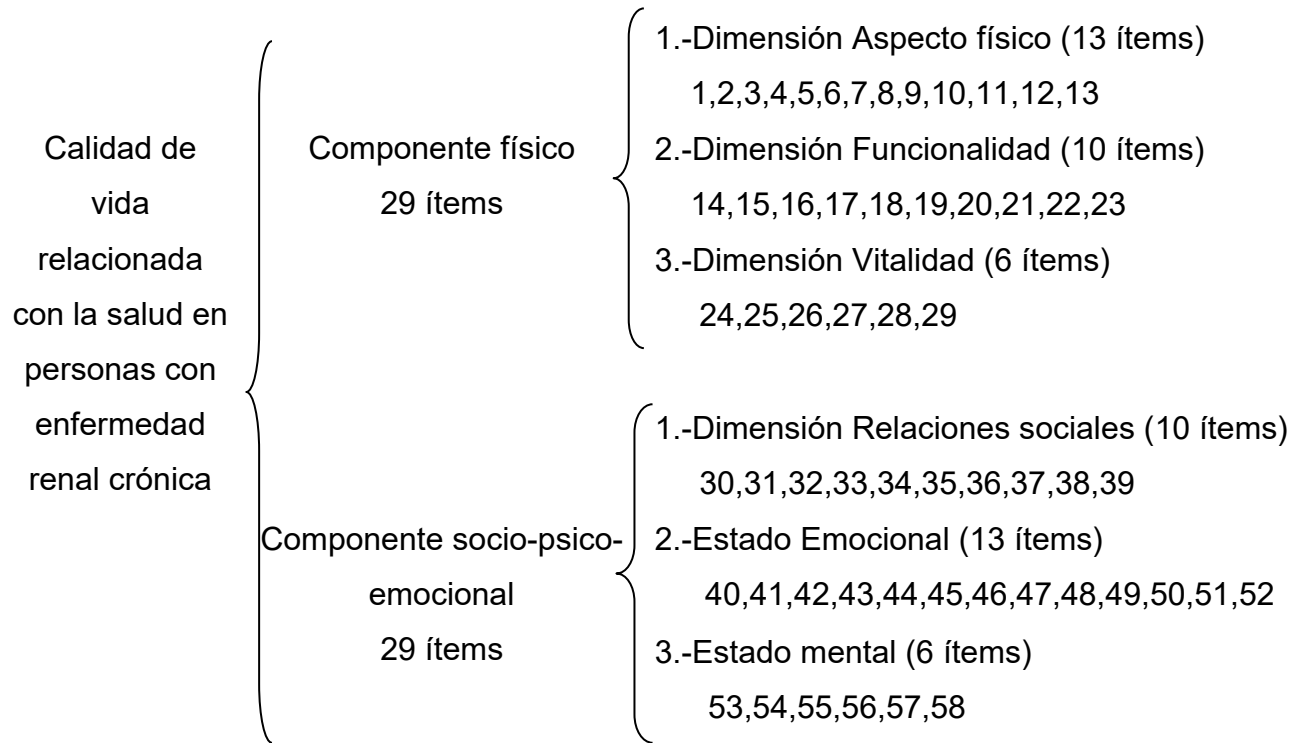 Calidad de
vida
relacionada
con la salud en
personas con
enfermedad
renal crónica
Componente físico
29 ítems
1.-Dimensión Aspecto físico (13 ítems)
1,2,3,4,5,6,7,8,9,10,11,12,13
2.-Dimensión Funcionalidad (10 ítems)
14,15,16,17,18,19,20,21,22,23
3.-Dimensión Vitalidad (6 ítems)
24,25,26,27,28,29
Componente socio-psico-
emocional
29 ítems
1.-Dimensión Relaciones sociales (10 ítems)
30,31,32,33,34,35,36,37,38,39
2.-Estado Emocional (13 ítems)
40,41,42,43,44,45,46,47,48,49,50,51,52
3.-Estado mental (6 ítems)
53,54,55,56,57,58